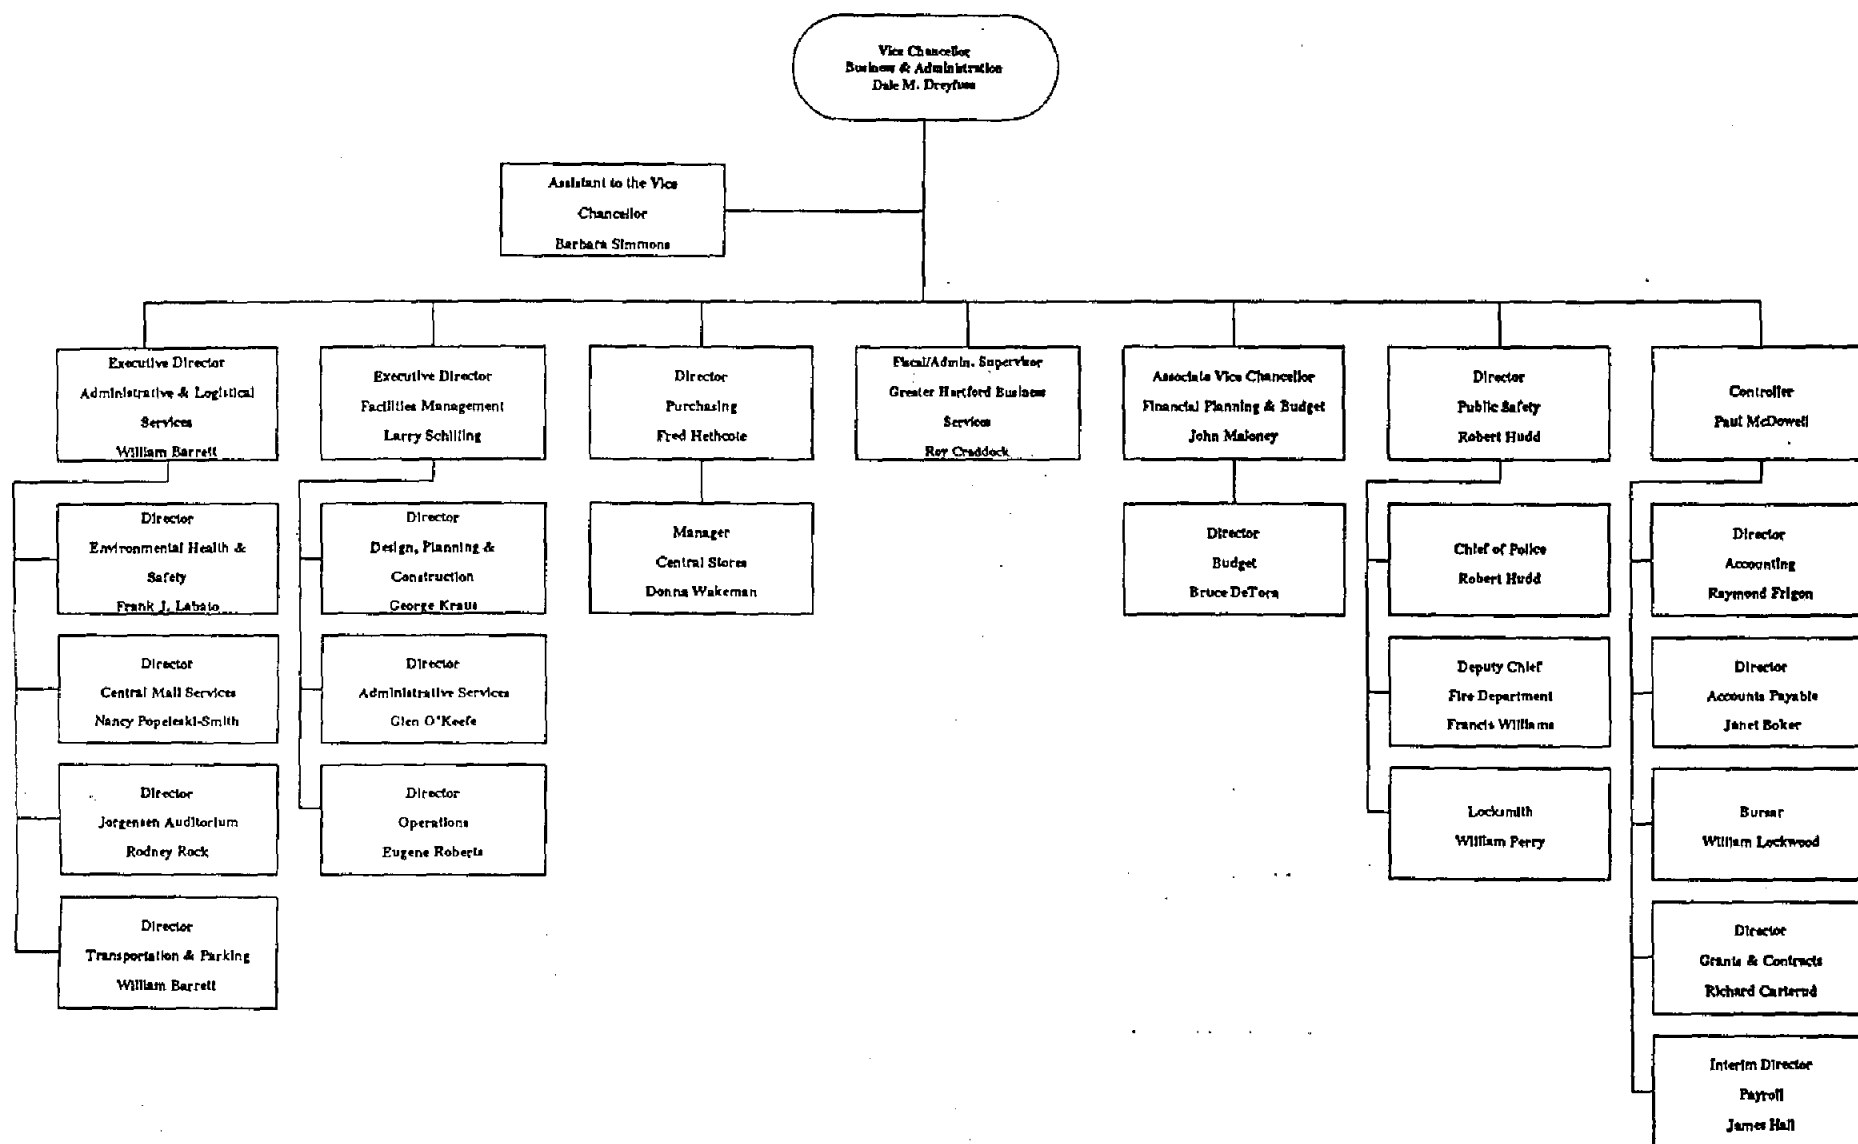 Vice Chancellor
Business & Administration
Dale M. Dreyfuss
Assistant to the Vice
Chancellor
Barbara Simmons
Executive Director
Administrative & Logistical
Services
William Barrett
Executive Director
Facilities Management
Larry Schilling
Director
Purchasing
Fred Hethcote
Fiscal/Admin. Supervisor
Greater Hartford Business
Services
Roy Craddock
Associate Vice Chancellor
Financial Planning & Budget
John Maloney
Director
Public Safety
Robert Hudd
Controller
Paul McDowell
Director
Environmental Health &
Safety
Frank J. Labato
Director
Central Mail Services
Nancy Popeleski-Smith
Director
Jorgensen Auditorium
Rodney Rock
Director
Transportation & Parking
William Barrett
Director
Design, Planning &
Construction
George Kraus
Director
Administrative Services
Glen O'Keefe
Director
Operations
Eugene Roberts
Manager
Central Stores
Donna Wakeman
Director
Budget
Bruce DeTora
Chief of Police
Robert Hudd
Deputy Chief
Fire Department
Francis Williams
Locksmith
William Perry
Director
Accounting
Raymond Frigon
Director
Accounts Payable
Janet Boker
Bursar
William Lockwood
Director
Grants & Contracts
Richard Carterud
Interim Director
Payroll
James Hall